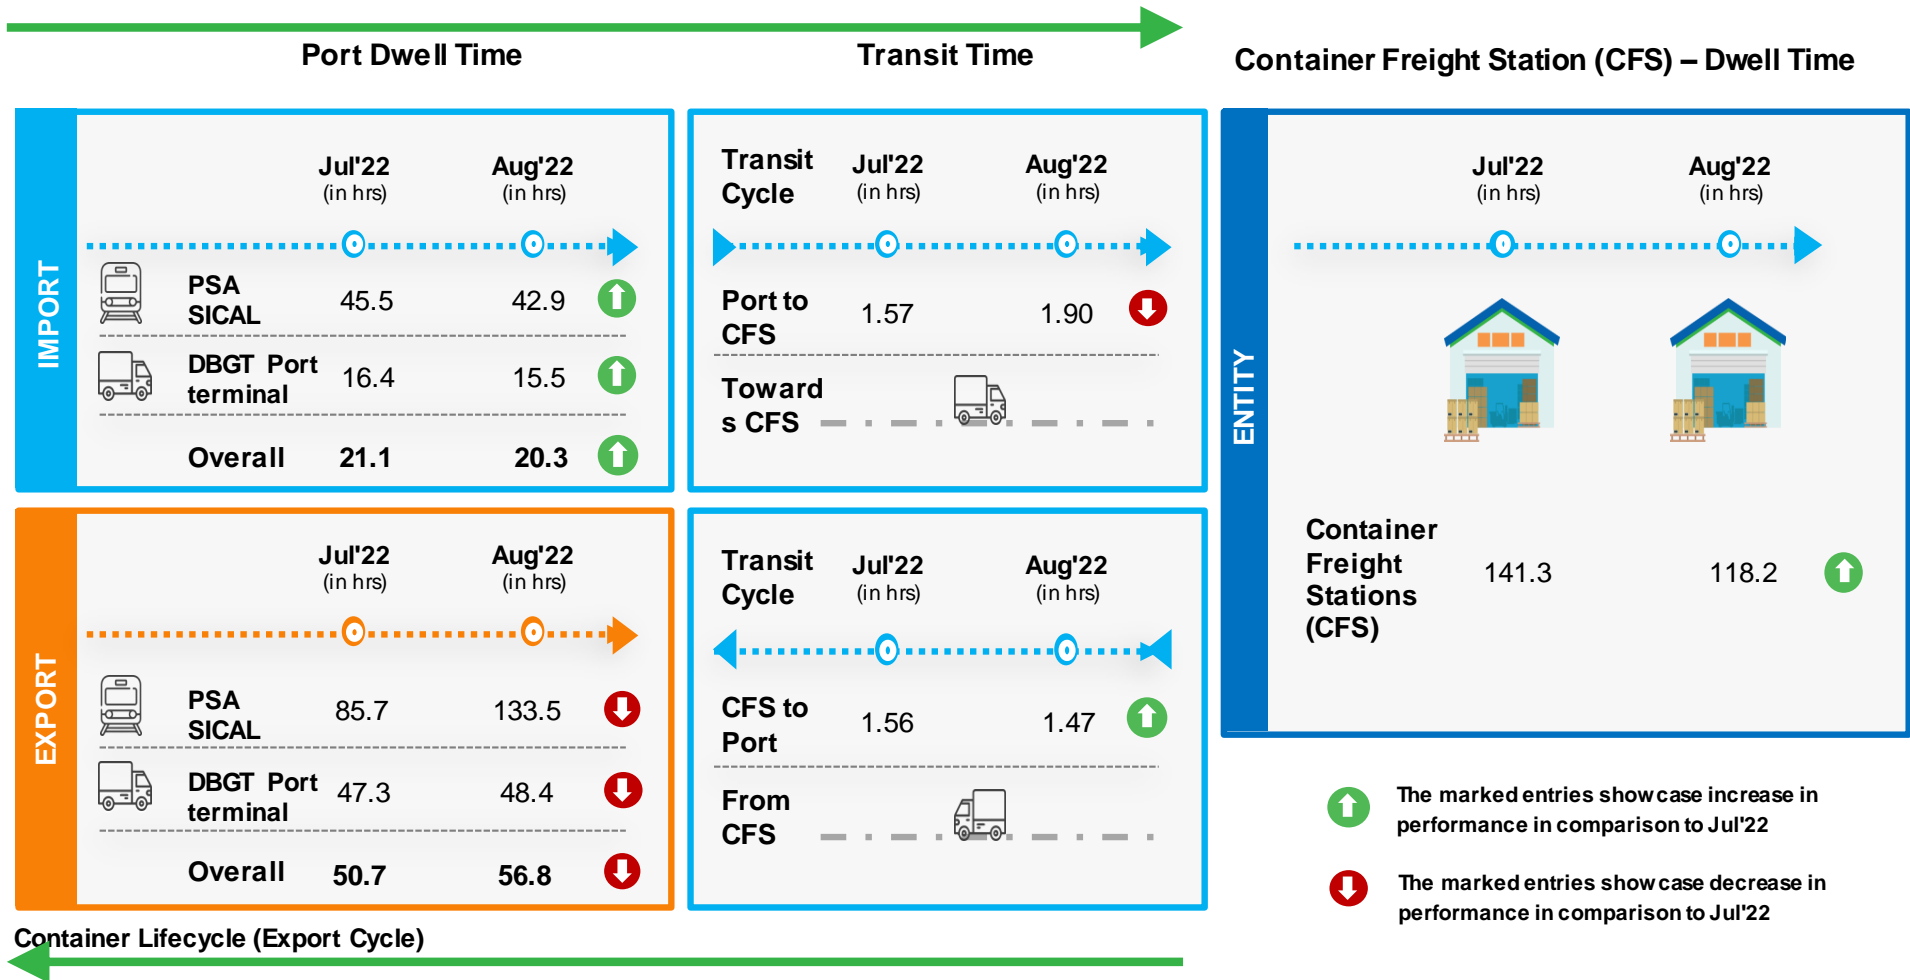 Port Dwell Time
Transit Time
Container Freight Station (CFS) – Dwell Time
IMPORT
Jul'22
(in hrs)
Aug'22
(in hrs)
PSA
SICAL
45.5
42.9
DBGT Port
terminal
16.4
15.5
Overall
21.1
20.3
Transit
Cycle
Jul'22
(in hrs)
Aug'22
(in hrs)
Port to
CFS
1.57
1.90
Toward
s CFS
ENTITY
Jul'22
(in hrs)
Aug'22
(in hrs)
Container
Freight
Stations
(CFS)
141.3
118.2
EXPORT
Jul'22
(in hrs)
Aug'22
(in hrs)
PSA
SICAL
85.7
133.5
DBGT Port
terminal
47.3
48.4
Overall
50.7
56.8
Transit
Cycle
Jul'22
(in hrs)
Aug'22
(in hrs)
CFS to
Port
1.56
1.47
From
CFS
The marked entries showcase increase in
performance in comparison to Jul'22
The marked entries showcase decrease in
performance in comparison to Jul'22
Container Lifecycle (Export Cycle)